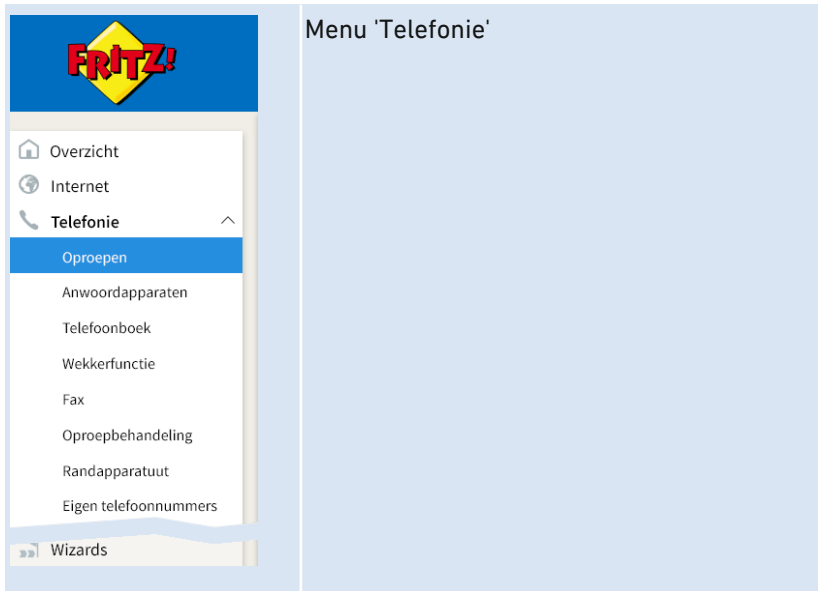 FRITZ!
Menu 'Telefonie'
Overzicht
Internet
Telefonie
Oproepen
Anwoordapparaten
Telefoonboek
Wekkerfunctie
Fax
Oproepbehandeling
Randapparatuut
Eigen telefoonnummers
Wizards